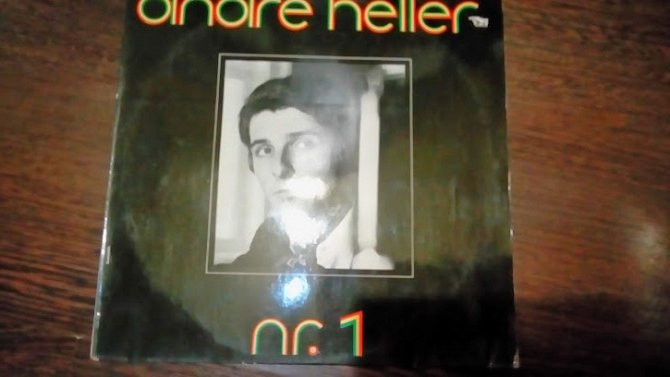 andre heller
nr. 1